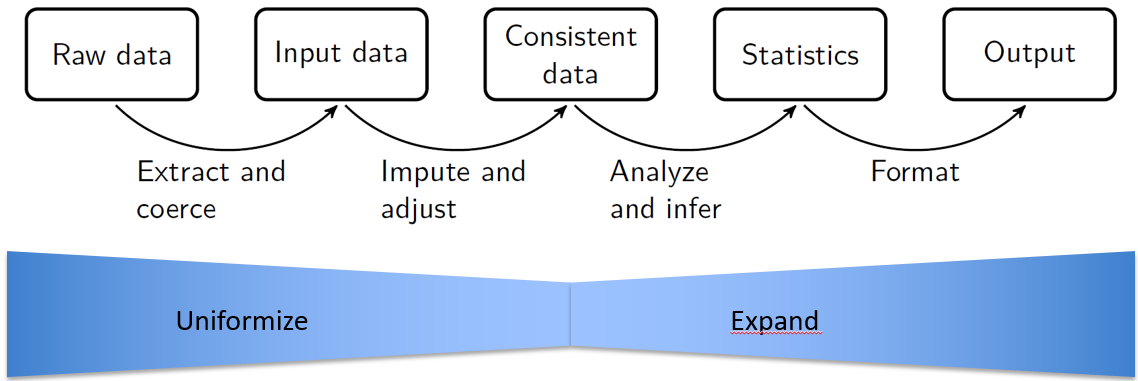 Raw data
Input data
Consistent
data
Statistics
Output
Extract and
coerce
Impute and
adjust
Analyze
and infer
Format
Uniformize
Expand